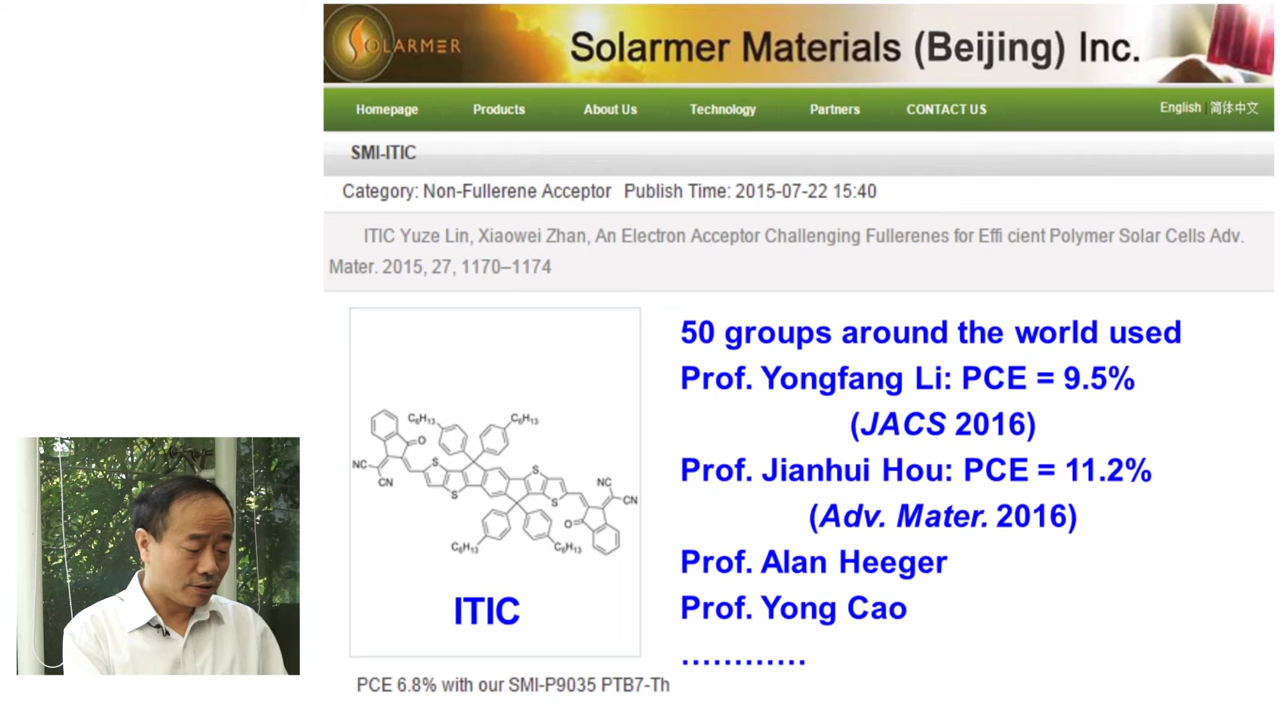 SOLARMER
Solarmer Materials (Beijing) Inc.
Homepage Products About Us Technology Partners CONTACT US English | 简体中文
SMI-ITIC
Category: Non-Fullerene Acceptor Publish Time: 2015-07-22 15:40
ITIC Yuze Lin, Xiaowei Zhan, An Electron Acceptor Challenging Fullerenes for Effi cient Polymer Solar Cells Adv.
Mater. 2015, 27, 1170–1174
50 groups around the world used
Prof. Yongfang Li: PCE = 9.5%
(JACS 2016)
Prof. Jianhui Hou: PCE = 11.2%
(Adv. Mater. 2016)
Prof. Alan Heeger
Prof. Yong Cao
............
C₆H₁₃ C₆H₁₃
O
NC
CN
S S
S S
NC
CN
O
C₆H₁₃ C₆H₁₃
ITIC
PCE 6.8% with our SMI-P9035 PTB7-Th